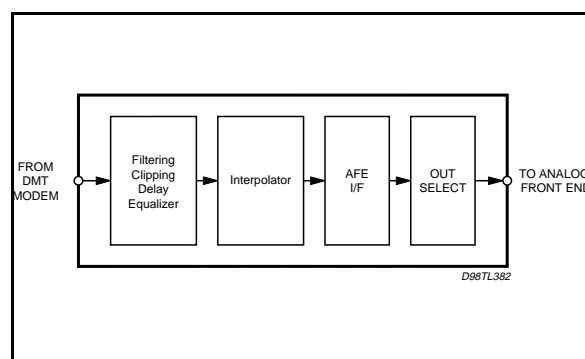 FROM
DMT
MODEM
Filtering
Clipping
Delay
Equalizer
Interpolator
AFE
I/F
OUT
SELECT
TO ANALOG
FRONT END
D98TL382